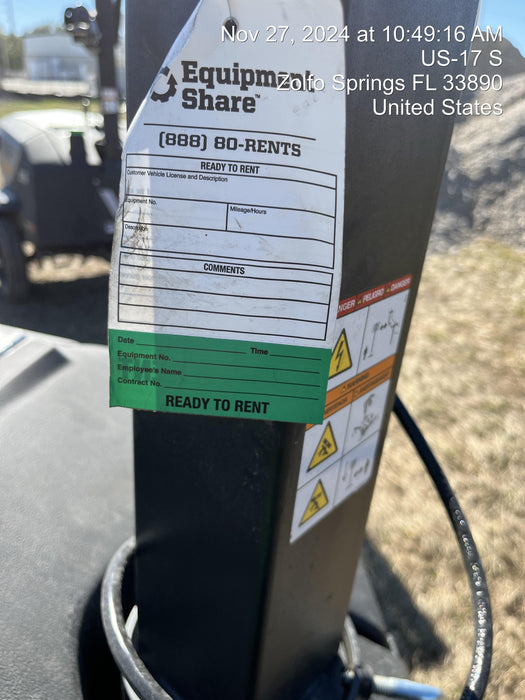 Nov 27, 2024 at 10:49:16 AM
US-17 S
Zolfo Springs FL 33890
United States
Equipment
Share™
(888) 80-RENTS
READY TO RENT
Customer Vehicle License and Description
Equipment No.
Mileage/Hours
Description
COMMENTS
Date
Time
Equipment No.
Employee's Name
Contract No.
READY TO RENT
- PELIGRO - DANGER